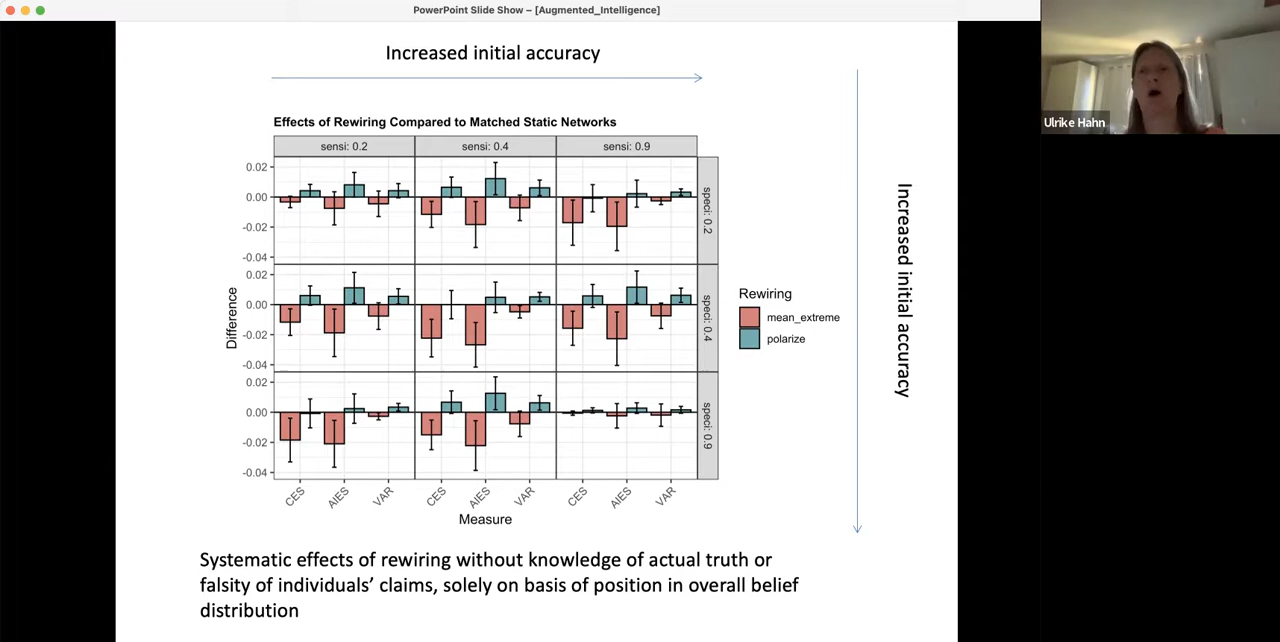 PowerPoint Slide Show – [Augmented_Intelligence]
Ulrike Hahn
Increased initial accuracy
Effects of Rewiring Compared to Matched Static Networks
sensi: 0.2
sensi: 0.4
sensi: 0.9
0.02
0.00
-0.02
-0.04
speci: 0.2
0.02
0.00
-0.02
-0.04
speci: 0.4
0.02
0.00
-0.02
-0.04
speci: 0.9
Difference
CES
AIES
VAR
CES
AIES
VAR
CES
AIES
VAR
Measure
Rewiring
mean_extreme
polarize
Increased initial accuracy
Systematic effects of rewiring without knowledge of actual truth or
falsity of individuals’ claims, solely on basis of position in overall belief
distribution